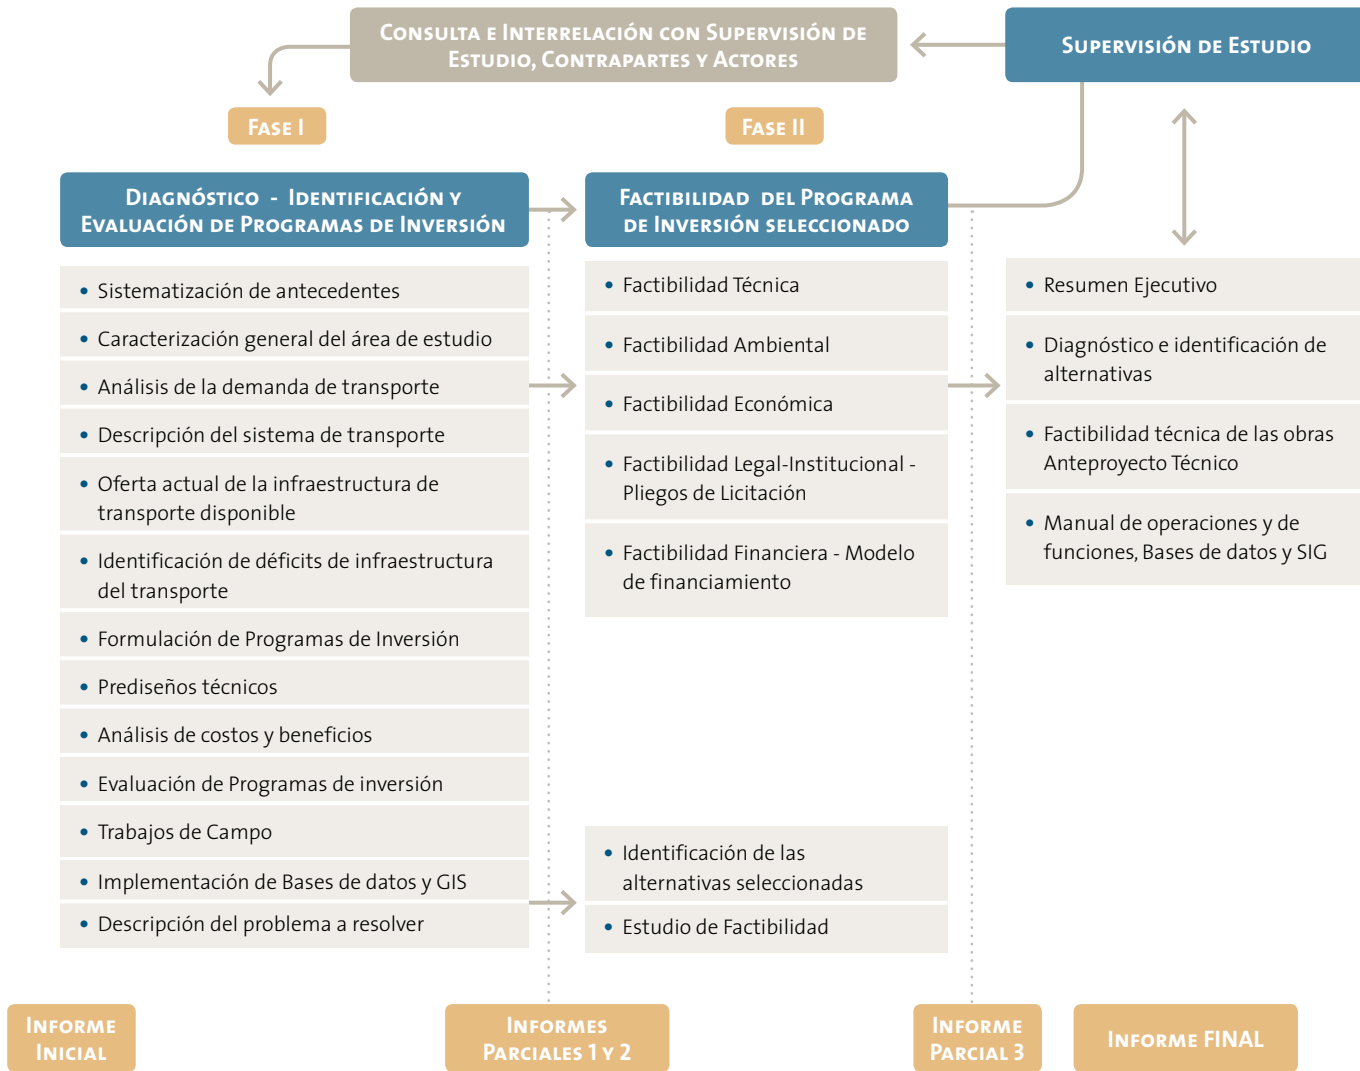 CONSULTA E INTERRELACIÓN CON SUPERVISIÓN DE
ESTUDIO, CONTRAPARTES Y ACTORES
SUPERVISIÓN DE ESTUDIO
FASE I
FASE II
DIAGNÓSTICO - IDENTIFICACIÓN Y
EVALUACIÓN DE PROGRAMAS DE INVERSIÓN
FACTIBILIDAD DEL PROGRAMA
DE INVERSIÓN SELECCIONADO
• Sistematización de antecedentes
• Caracterización general del área de estudio
• Análisis de la demanda de transporte
• Descripción del sistema de transporte
• Oferta actual de la infraestructura de
transporte disponible
• Identificación de déficits de infraestructura
del transporte
• Formulación de Programas de Inversión
• Prediseños técnicos
• Análisis de costos y beneficios
• Evaluación de Programas de inversión
• Trabajos de Campo
• Implementación de Bases de datos y GIS
• Descripción del problema a resolver
• Factibilidad Técnica
• Factibilidad Ambiental
• Factibilidad Económica
• Factibilidad Legal-Institucional -
Pliegos de Licitación
• Factibilidad Financiera - Modelo
de financiamiento
• Identificación de las
alternativas seleccionadas
• Estudio de Factibilidad
• Resumen Ejecutivo
• Diagnóstico e identificación de
alternativas
• Factibilidad técnica de las obras
Anteproyecto Técnico
• Manual de operaciones y de
funciones, Bases de datos y SIG
INFORME
INICIAL
INFORMES
PARCIALES 1 Y 2
INFORME
PARCIAL 3
INFORME FINAL